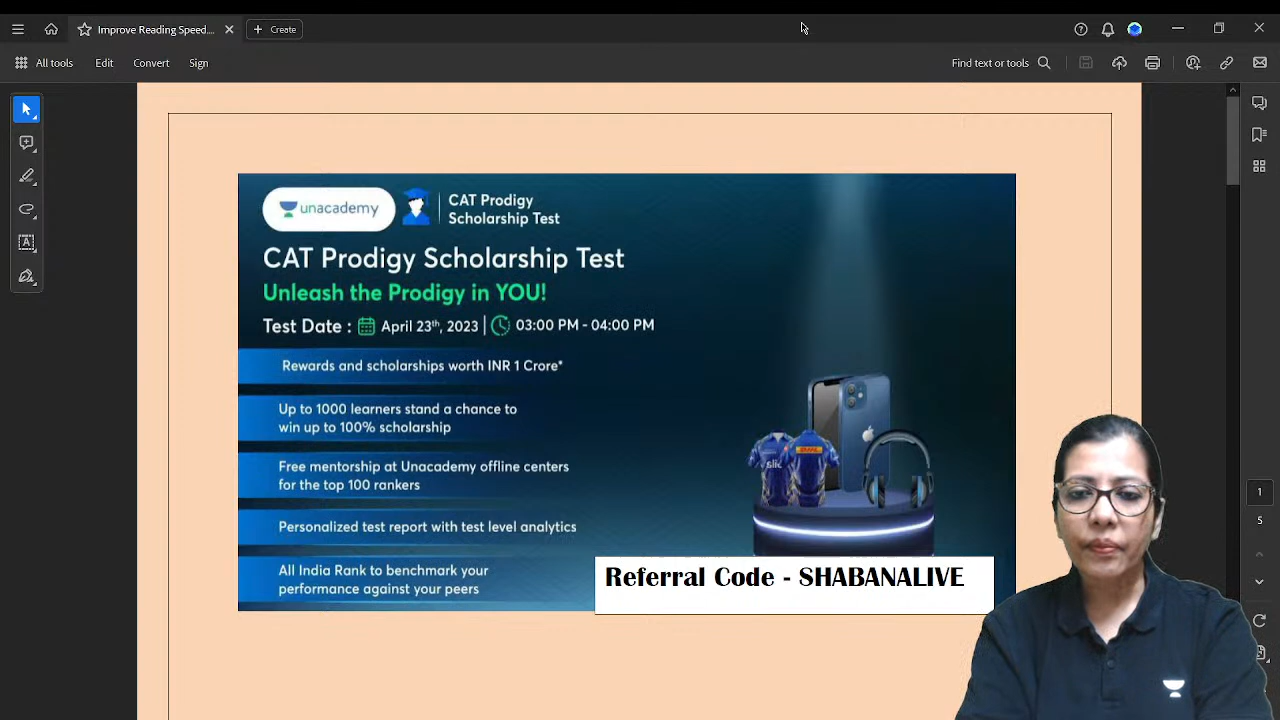 Improve Reading Speed...
Create
All tools
Edit
Convert
Sign
Find text or tools
unacademy
CAT Prodigy
Scholarship Test
CAT Prodigy Scholarship Test
Unleash the Prodigy in YOU!
Test Date : April 23th, 2023 | 03:00 PM - 04:00 PM
Rewards and scholarships worth INR 1 Crore*
Up to 1000 learners stand a chance to
win up to 100% scholarship
Free mentorship at Unacademy offline centers
for the top 100 rankers
Personalized test report with test level analytics
All India Rank to benchmark your
performance against your peers
Referral Code - SHABANALIVE
1
5